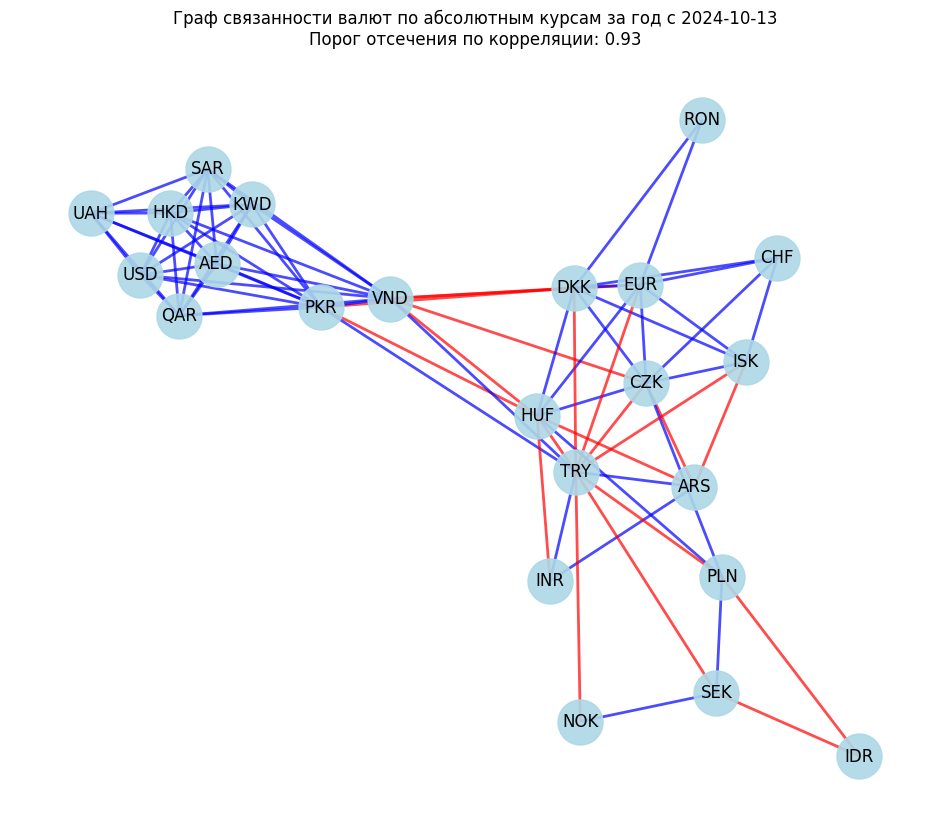 Граф связанности валют по абсолютным курсам за год с 2024-10-13
Порог отсечения по корреляции: 0.93
RON
SAR
KWD
UAH
HKD
CHF
AED
USD
DKK
EUR
VND
PKR
QAR
ISK
CZK
HUF
TRY
ARS
INR
PLN
SEK
NOK
IDR